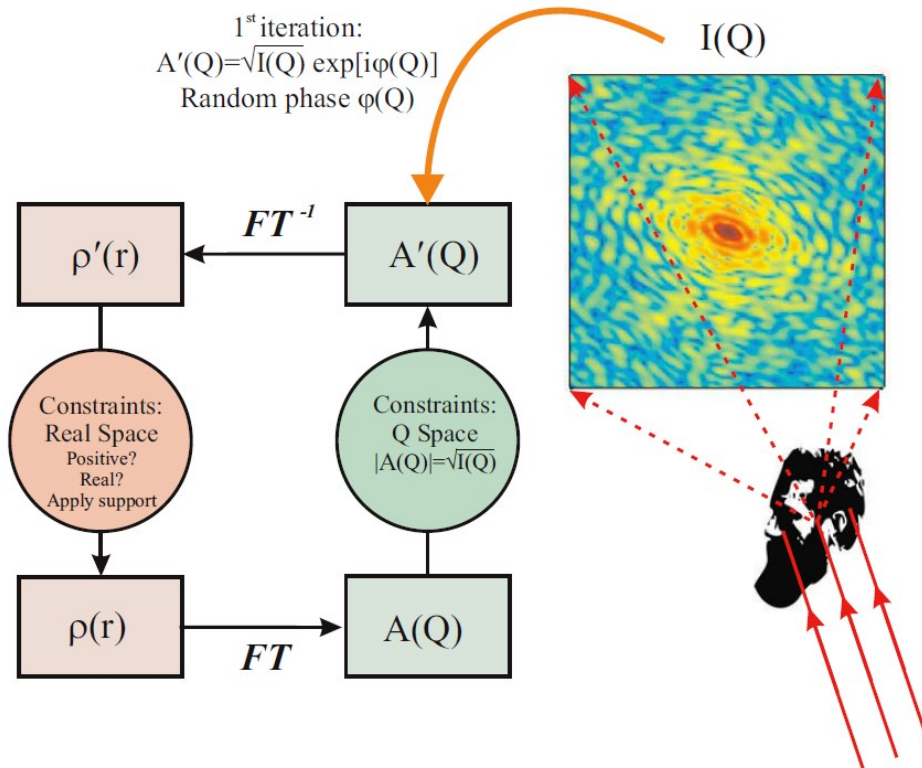 1st iteration:
A′(Q)=√I(Q) exp[iφ(Q)]
Random phase φ(Q)
I(Q)
FT⁻¹
ρ′(r)
A′(Q)
Constraints:
Real Space
Positive?
Real?
Apply support
Constraints:
Q Space
|A(Q)|=√I(Q)
ρ(r)
A(Q)
FT